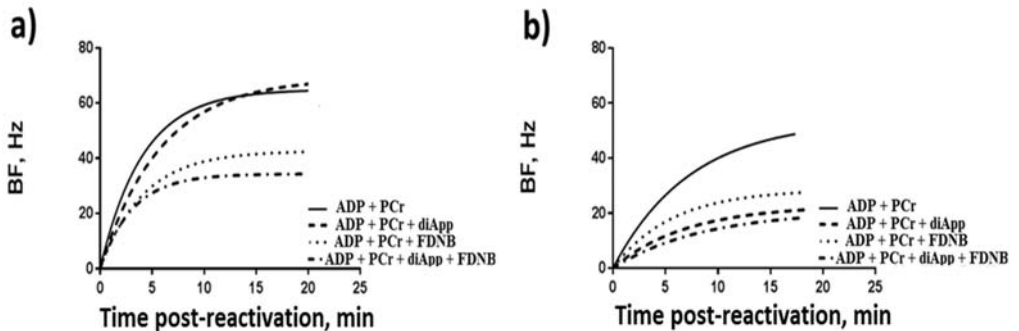 a)
80
60
40
20
0
BF, Hz
0 5 10 15 20 25
Time post-reactivation, min
ADP + PCr
ADP + PCr + diApp
ADP + PCr + FDNB
ADP + PCr + diApp + FDNB
b)
80
60
40
20
0
BF, Hz
0 5 10 15 20 25
Time post-reactivation, min
ADP + PCr
ADP + PCr + diApp
ADP + PCr + FDNB
ADP + PCr + diApp + FDNB